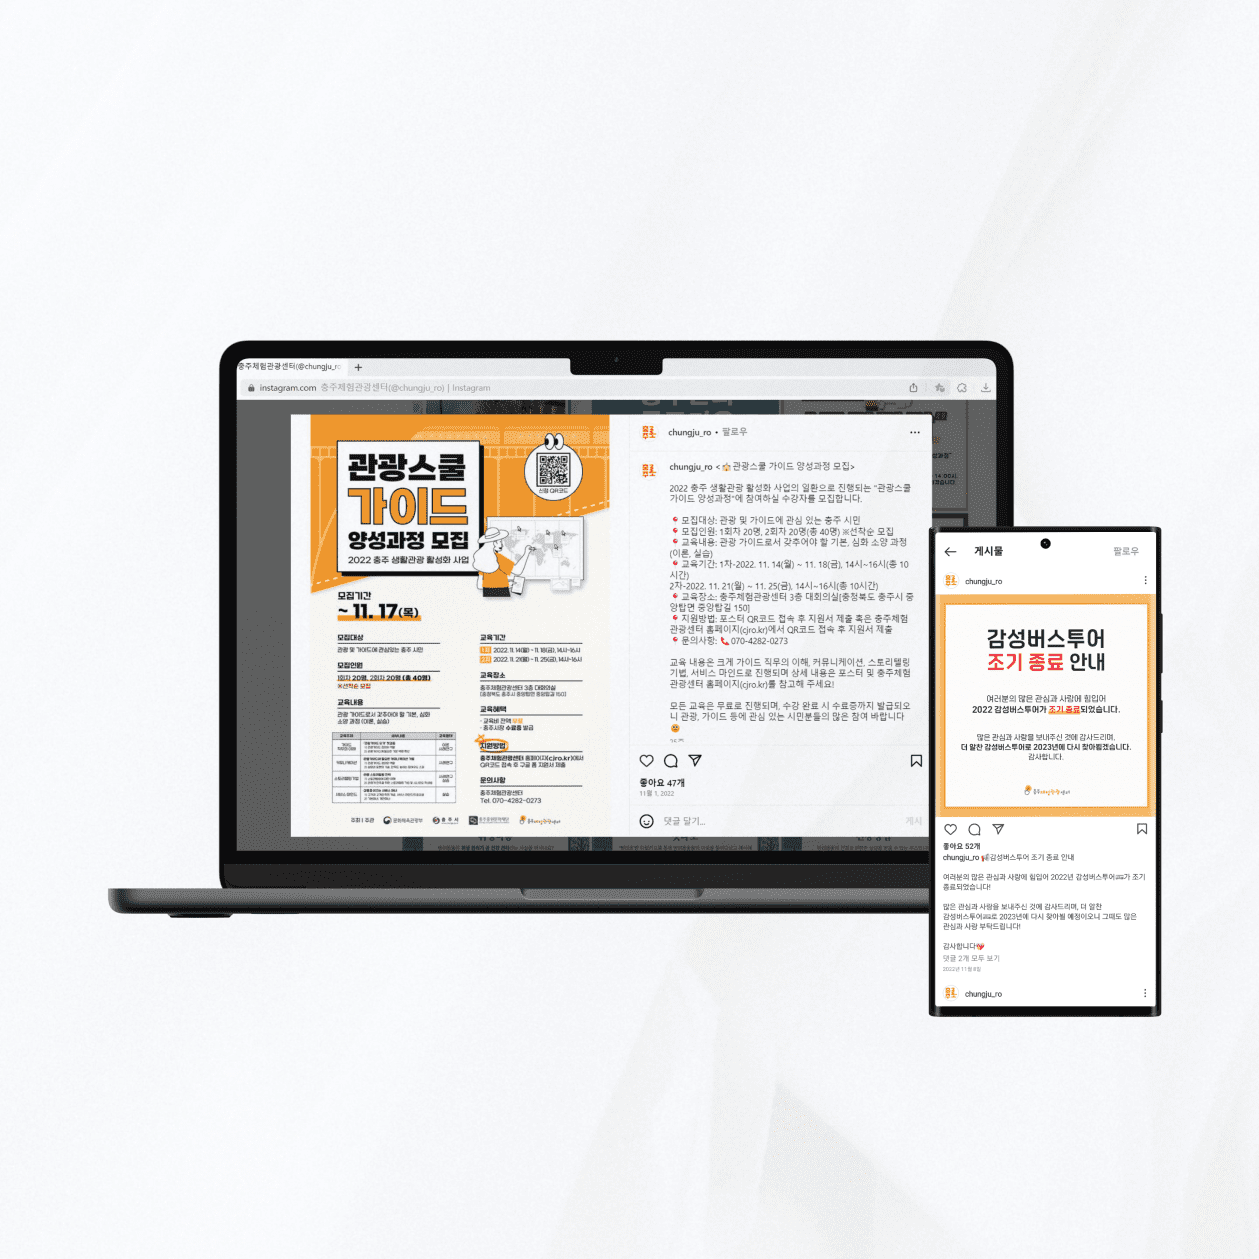 충주체험관광센터(@chungju_ro
instagram.com 충주체험관광센터(@chungju_ro) | Instagram
관광스쿨
가이드
양성과정 모집
2022 충주 생활관광 활성화 사업
신청 QR코드
모집기간
~ 11. 17(목)
모집대상
관광 및 가이드에 관심있는 충주 시민
모집인원
1회차 20명, 2회차 20명 (총 40명)
※선착순 모집
교육내용
관광 가이드로서 갖추어야 할 기본, 심화
소양 과정 (이론, 실습)
교육기간
2022. 11. 14(월) ~ 11. 18(금), 14시~16시
2022. 11. 21(월) ~ 11. 25(금), 14시~16시
교육장소
충주체험관광센터 3층 대회의실
교육혜택
· 교육비 전액 무료
· 충주시장 수료증 발급
지원방법
충주체험관광센터 홈페이지(cjro.kr)에서
QR코드 접속 후 구글 폼 지원서 제출
문의사항
충주체험관광센터
Tel. 070-4282-0273
주최 | 주관 문화체육관광부 충주시
chungju_ro • 팔로우
chungju_ro <🏫관광스쿨 가이드 양성과정 모집>
2022 충주 생활관광 활성화 사업의 일환으로 진행되는 "관광스쿨
가이드 양성과정"에 참여하실 수강자를 모집합니다.
📍 모집대상: 관광 및 가이드에 관심 있는 충주 시민
📍 모집인원: 1회차 20명, 2회차 20명(총 40명) ※선착순 모집
📍 교육내용: 관광 가이드로서 갖추어야 할 기본, 심화 소양 과정
(이론, 실습)
📍 교육기간: 1차-2022. 11. 14(월) ~ 11. 18(금), 14시~16시(총 10
시간)
2차-2022. 11. 21(월) ~ 11. 25(금), 14시~16시(총 10시간)
📍 교육장소: 충주체험관광센터 3층 대회의실[충청북도 충주시 중
앙탑면 중앙탑길 150]
📍 지원방법: 포스터 QR코드 접속 후 지원서 제출 혹은 충주체험
관광센터 홈페이지(cjro.kr)에서 QR코드 접속 후 지원서 제출
📍 문의사항: 📞070-4282-0273
교육 내용은 크게 가이드 직무의 이해, 커뮤니케이션, 스토리텔링
기법, 서비스 마인드로 진행되며 상세 내용은 포스터 및 충주체험
관광센터 홈페이지(cjro.kr)를 참고해 주세요!
모든 교육은 무료로 진행되며, 수강 완료 시 수료증까지 발급되오
니 관광, 가이드 등에 관심 있는 시민분들의 많은 참여 바랍니다
좋아요 47개
11월 1, 2022
댓글 달기...
게시
게시물
팔로우
chungju_ro
감성버스투어
조기 종료 안내
여러분의 많은 관심과 사랑에 힘입어
2022 감성버스투어가 조기 종료되었습니다.
많은 관심과 사랑을 보내주신 것에 감사드리며,
더 알찬 감성버스투어로 2023년에 다시 찾아뵙겠습니다.
감사합니다.
충주체험관광센터
좋아요 52개
chungju_ro 📢감성버스투어 조기 종료 안내
여러분의 많은 관심과 사랑에 힘입어 2022년 감성버스투어🚌가 조기
종료되었습니다!
많은 관심과 사랑을 보내주신 것에 감사드리며, 더 알찬
감성버스투어🚌로 2023년에 다시 찾아뵐 예정이오니 그때도 많은
관심과 사랑 부탁드립니다!
감사합니다💖
댓글 2개 모두 보기
2022년 11월 8일
chungju_ro